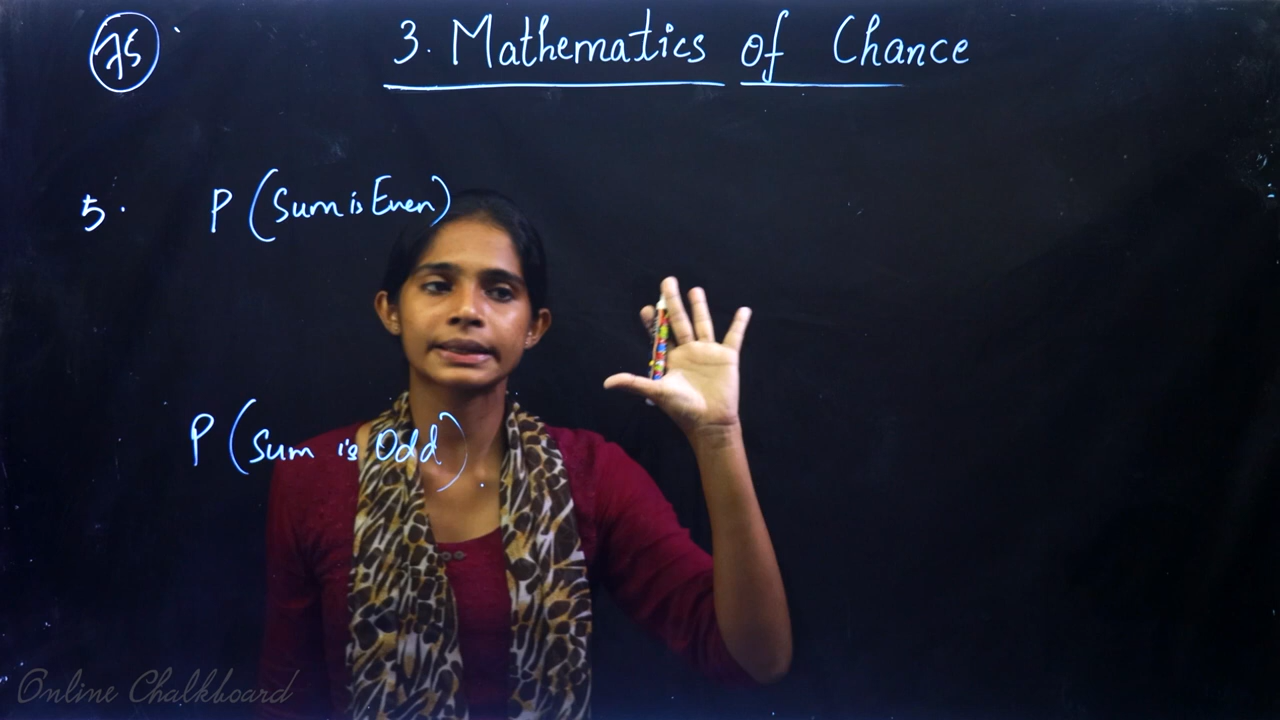 75
3. Mathematics of Chance
5. P (Sum is Even)
P (Sum is Odd).
Online Chalkboard